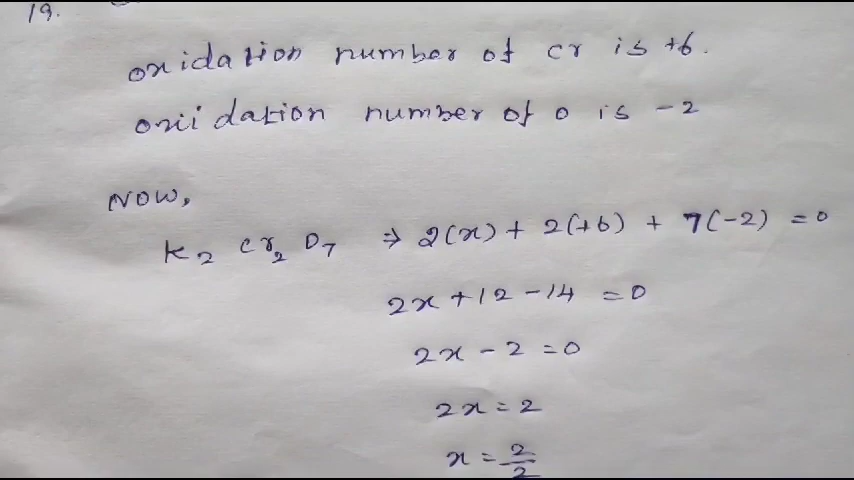 19.
oxidation number of cr is +6.
oxiidation number of o is -2
NOW,
K₂ Cr₂ O₇ ⇒ 2(x) + 2(+6) + 7(-2) = 0
2x + 12 - 14 = 0
2x - 2 = 0
2x = 2
x = 2/2